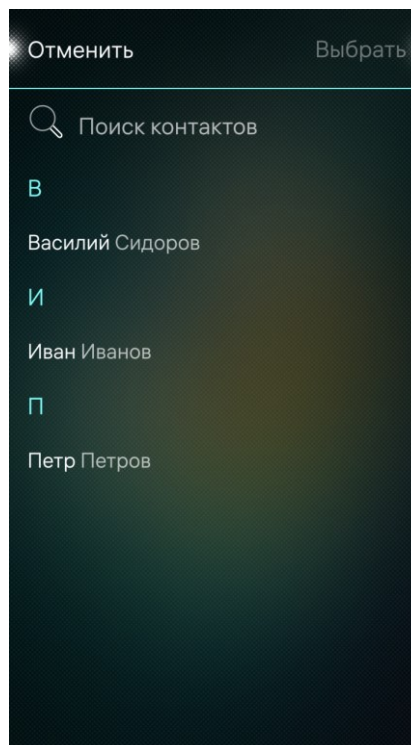 Отменить Выбрать
Поиск контактов
В
Василий Сидоров
И
Иван Иванов
П
Петр Петров